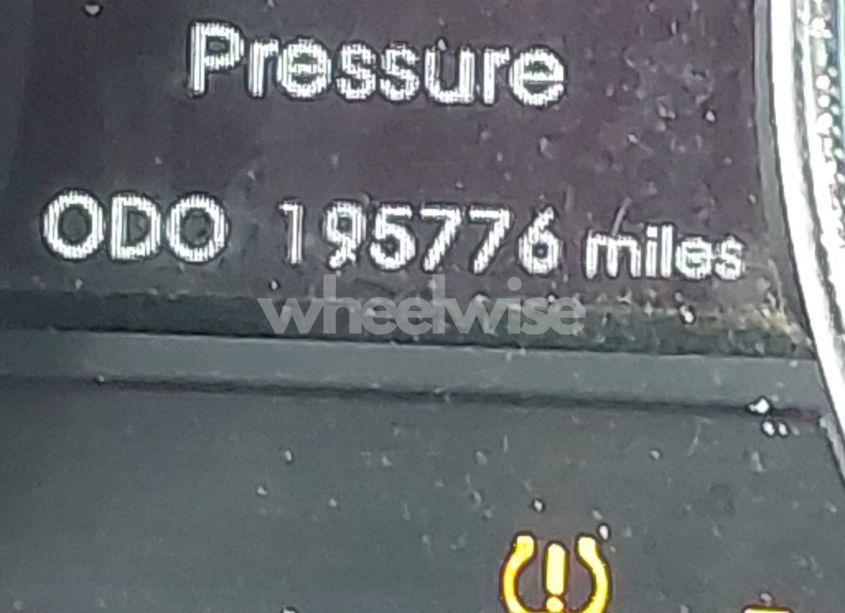 Pressure
ODO 195776 miles
wheelwise